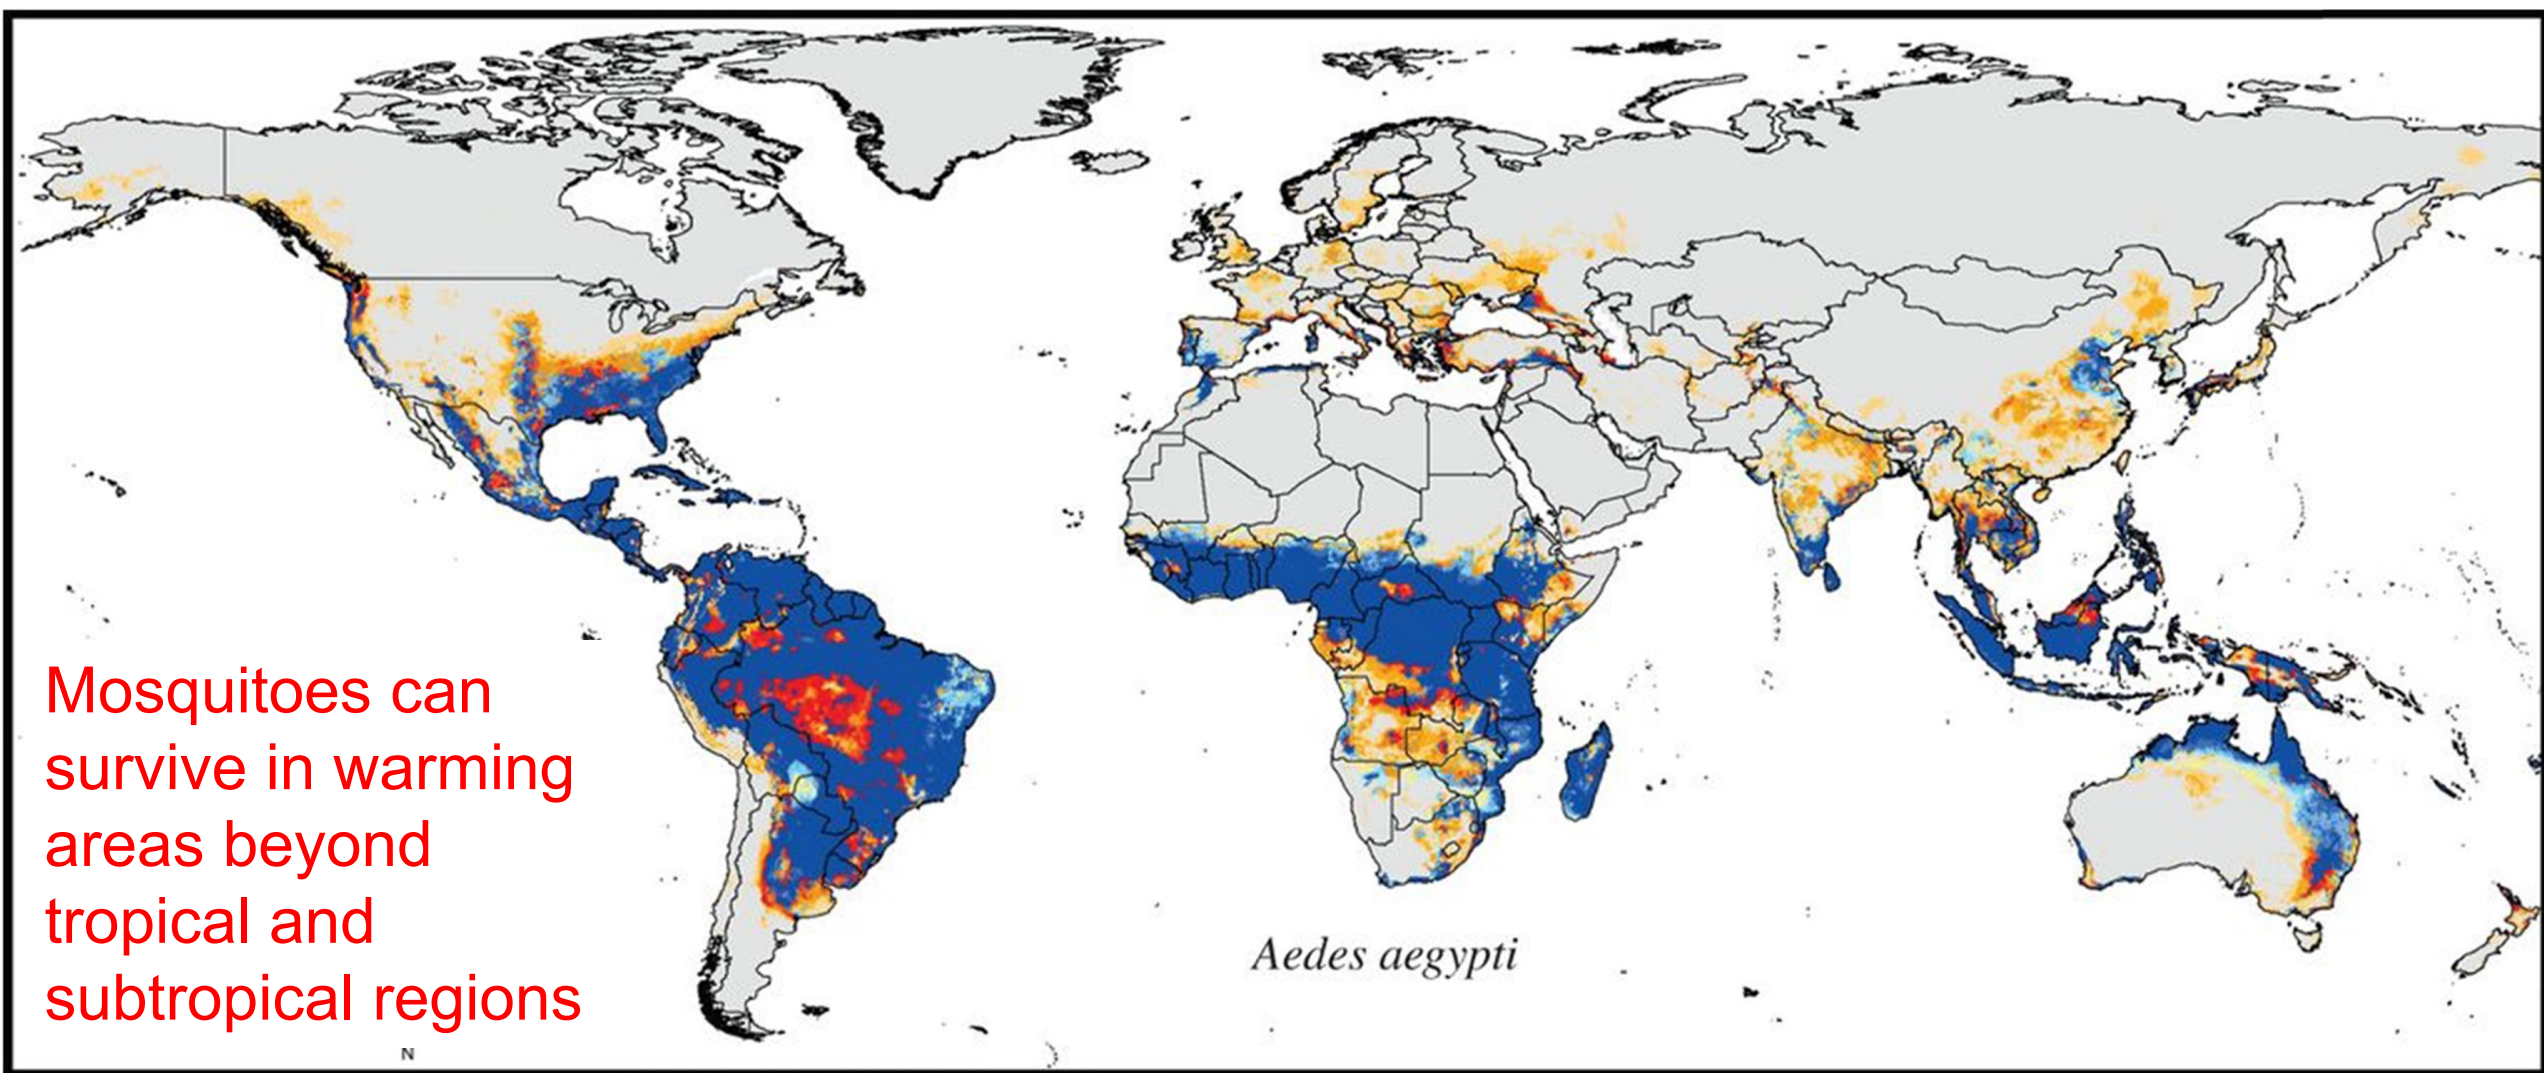 Mosquitoes can
survive in warming
areas beyond
tropical and
subtropical regions
Aedes aegypti
N